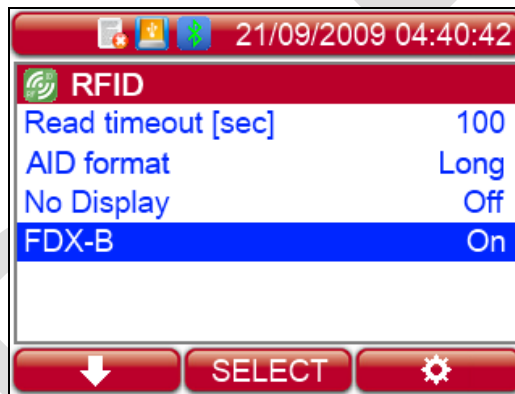 21/09/2009 04:40:42
RFID
Read timeout [sec] 100
AID format Long
No Display Off
FDX-B On
SELECT